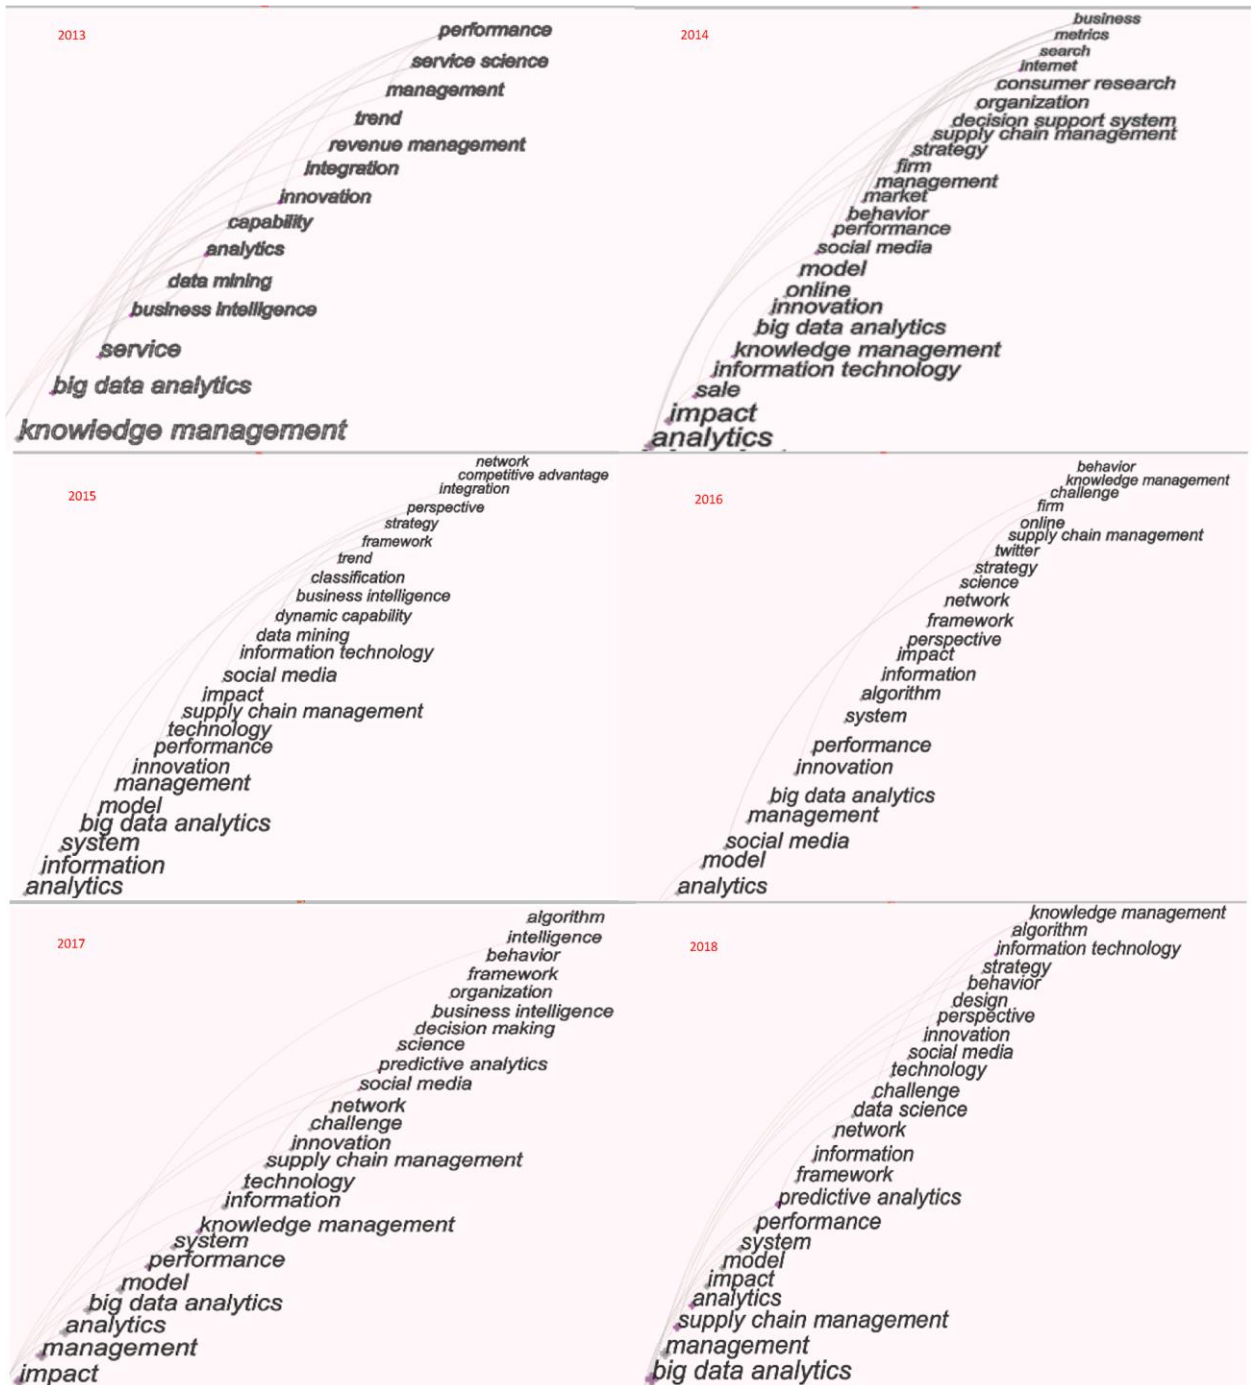 2013
performance
service science
management
trend
revenue management
integration
innovation
capability
analytics
data mining
business intelligence
service
big data analytics
knowledge management
2014
business
metrics
search
internet
consumer research
organization
decision support system
supply chain management
strategy
firm
management
market
behavior
performance
social media
model
online
innovation
big data analytics
knowledge management
information technology
sale
impact
analytics
2015
network
competitive advantage
integration
perspective
strategy
framework
trend
classification
business intelligence
dynamic capability
data mining
information technology
social media
impact
supply chain management
technology
performance
innovation
management
model
big data analytics
system
information
analytics
2016
behavior
knowledge management
challenge
firm
online
supply chain management
twitter
strategy
science
network
framework
perspective
impact
information
algorithm
system
performance
innovation
big data analytics
management
social media
model
analytics
2017
algorithm
intelligence
behavior
framework
organization
business intelligence
decision making
science
predictive analytics
social media
network
challenge
innovation
supply chain management
technology
information
knowledge management
system
performance
model
big data analytics
analytics
management
impact
2018
knowledge management
algorithm
information technology
strategy
behavior
design
perspective
innovation
social media
technology
challenge
data science
network
information
framework
predictive analytics
performance
system
model
impact
analytics
supply chain management
management
big data analytics